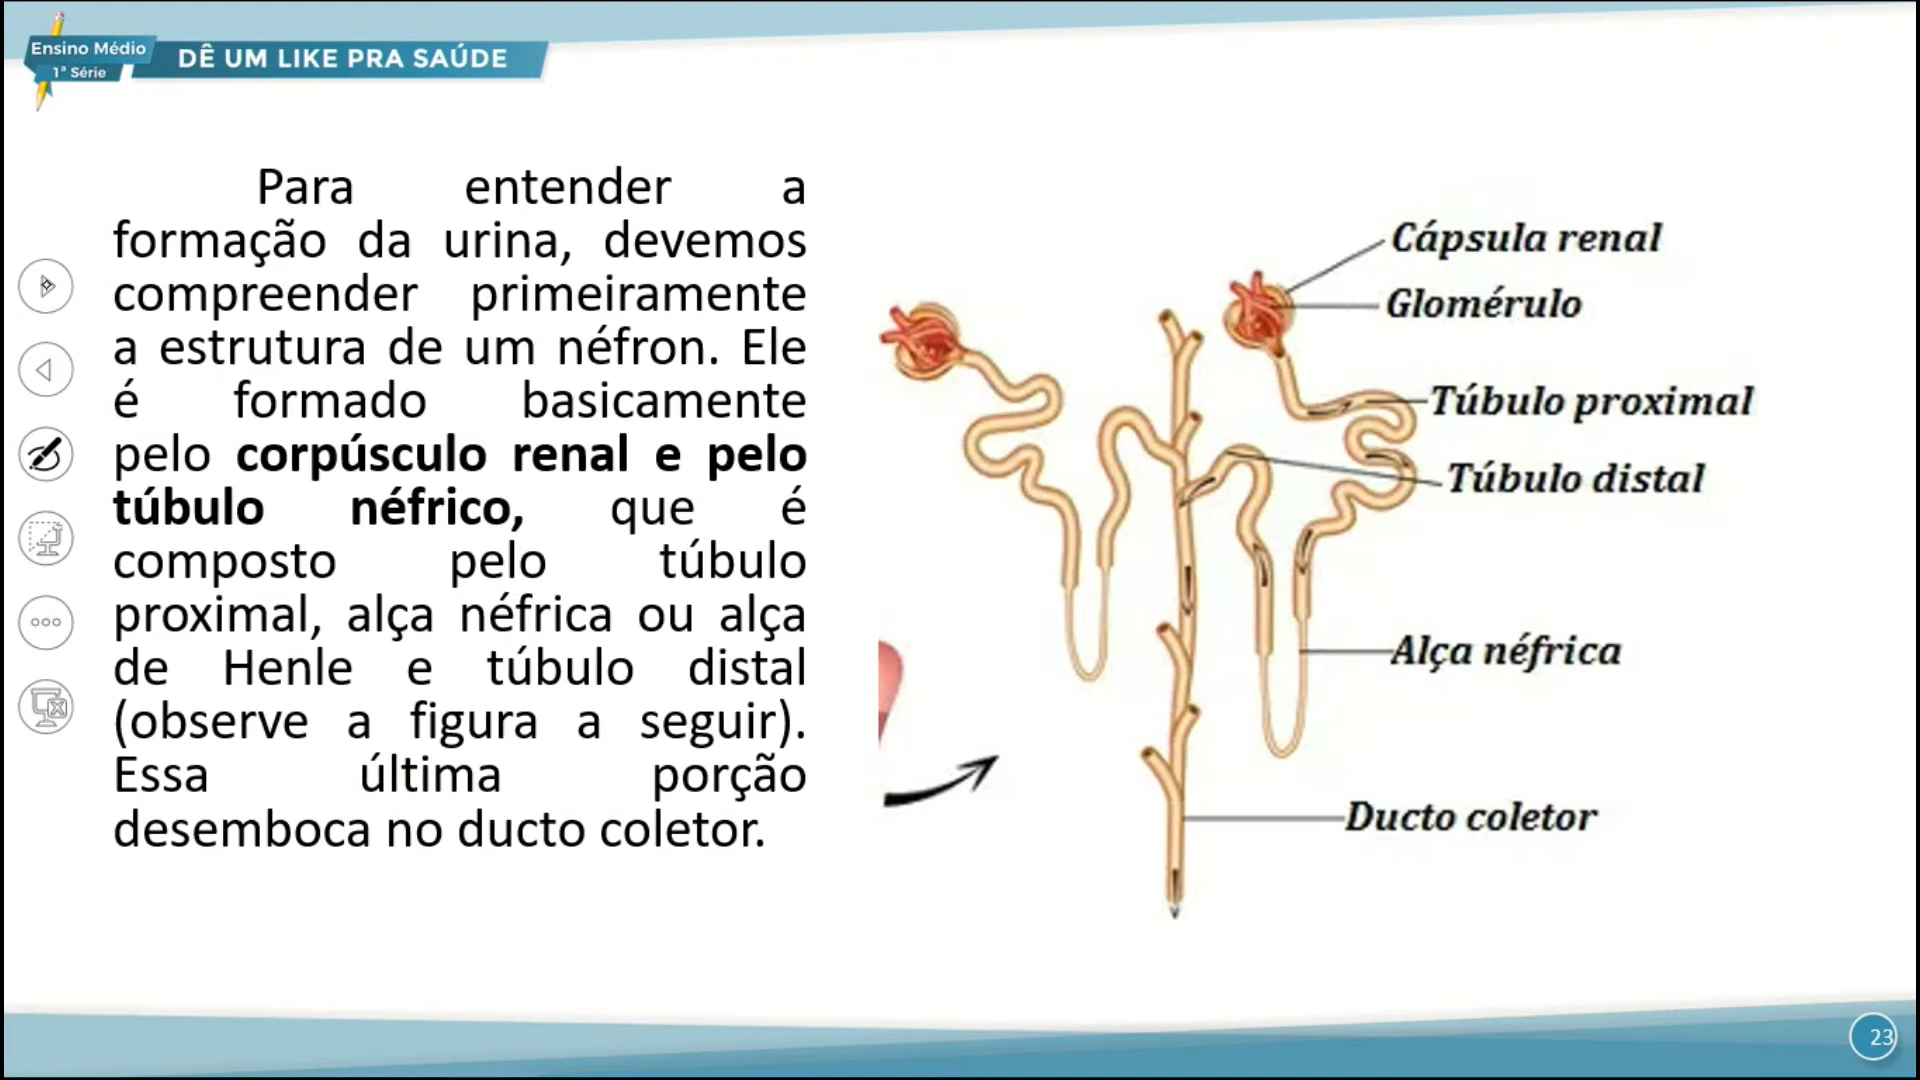 Ensino Médio
1ª Série
DÊ UM LIKE PRA SAÚDE
Para entender a
formação da urina, devemos
compreender primeiramente
a estrutura de um néfron. Ele
é formado basicamente
pelo corpúsculo renal e pelo
túbulo néfrico, que é
composto pelo túbulo
proximal, alça néfrica ou alça
de Henle e túbulo distal
(observe a figura a seguir).
Essa última porção
desemboca no ducto coletor.
Cápsula renal
Glomérulo
Túbulo proximal
Túbulo distal
Alça néfrica
Ducto coletor
23